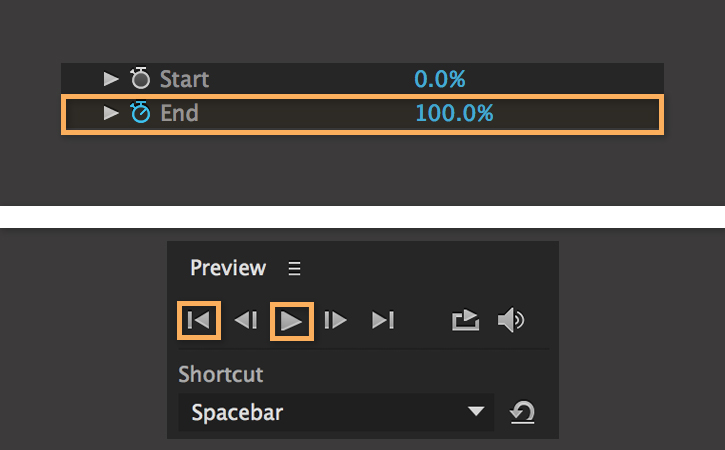 Start 0.0%
End 100.0%
Preview
Shortcut
Spacebar